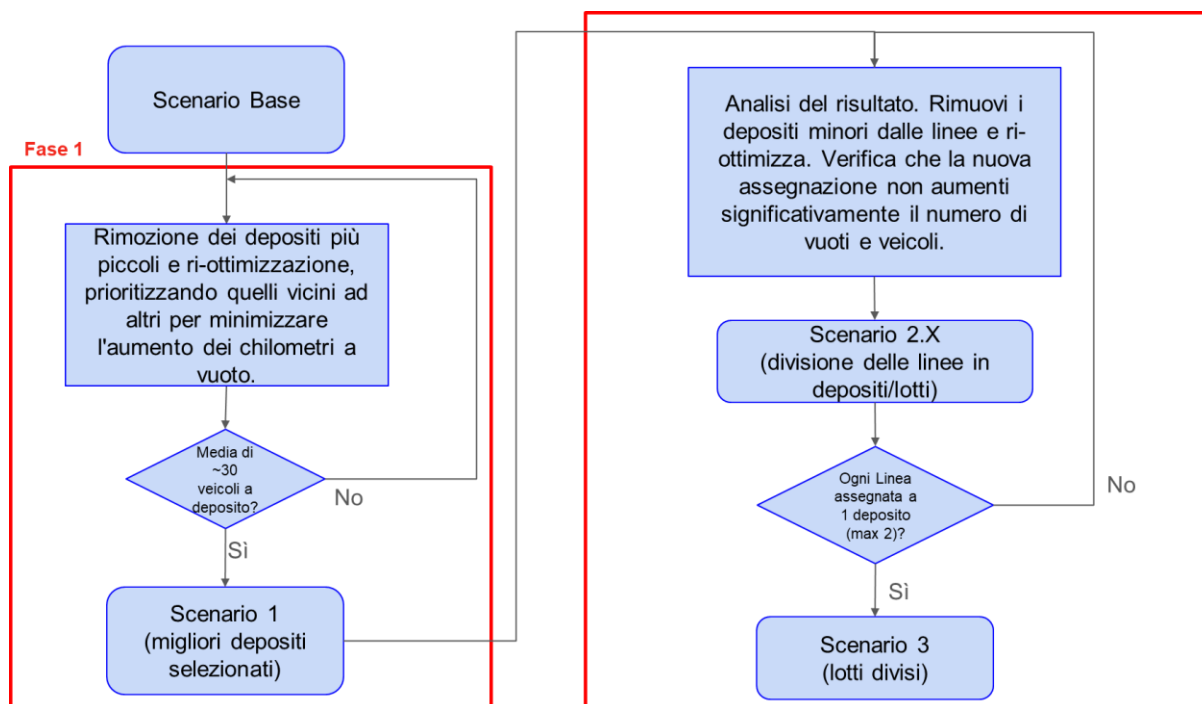 Scenario Base
Fase 1
Rimozione dei depositi più
piccoli e ri-ottimizzazione,
prioritizzando quelli vicini ad
altri per minimizzare
l'aumento dei chilometri a
vuoto.
Media di
~30
veicoli a
deposito?
No
Sì
Scenario 1
(migliori depositi
selezionati)
Analisi del risultato. Rimuovi i
depositi minori dalle linee e ri-
ottimizza. Verifica che la nuova
assegnazione non aumenti
significativamente il numero di
vuoti e veicoli.
Scenario 2.X
(divisione delle linee in
depositi/lotti)
Ogni Linea
assegnata a
1 deposito
(max 2)?
No
Sì
Scenario 3
(lotti divisi)